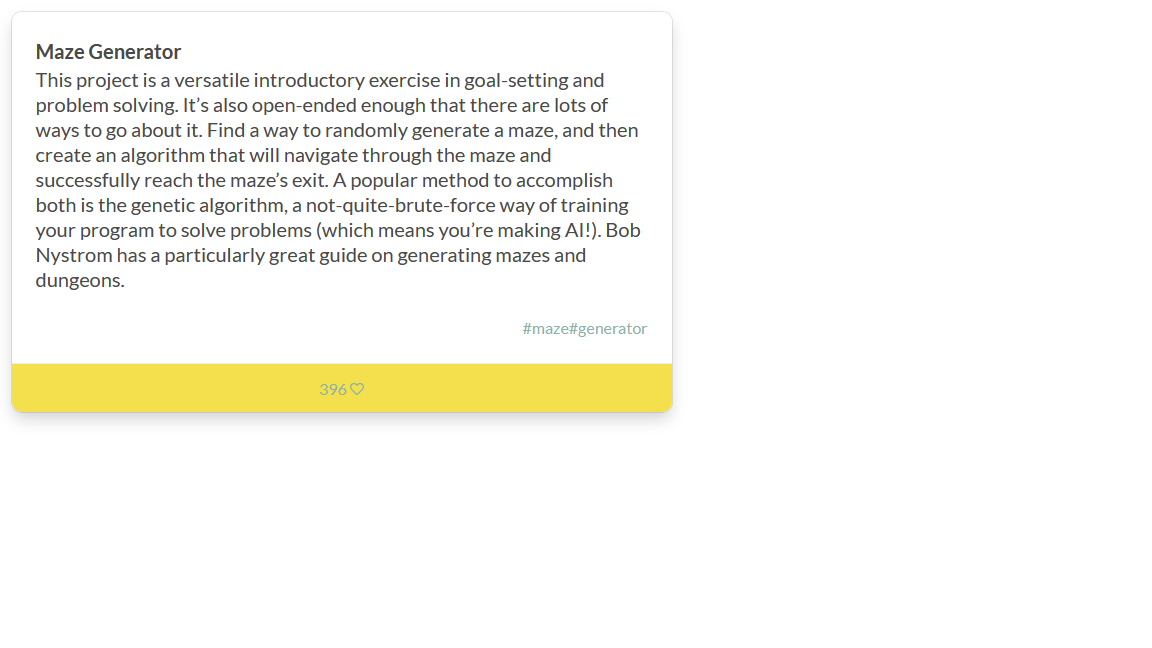 Maze Generator
This project is a versatile introductory exercise in goal-setting and
problem solving. It’s also open-ended enough that there are lots of
ways to go about it. Find a way to randomly generate a maze, and then
create an algorithm that will navigate through the maze and
successfully reach the maze’s exit. A popular method to accomplish
both is the genetic algorithm, a not-quite-brute-force way of training
your program to solve problems (which means you’re making AI!). Bob
Nystrom has a particularly great guide on generating mazes and
dungeons.
#maze#generator
396